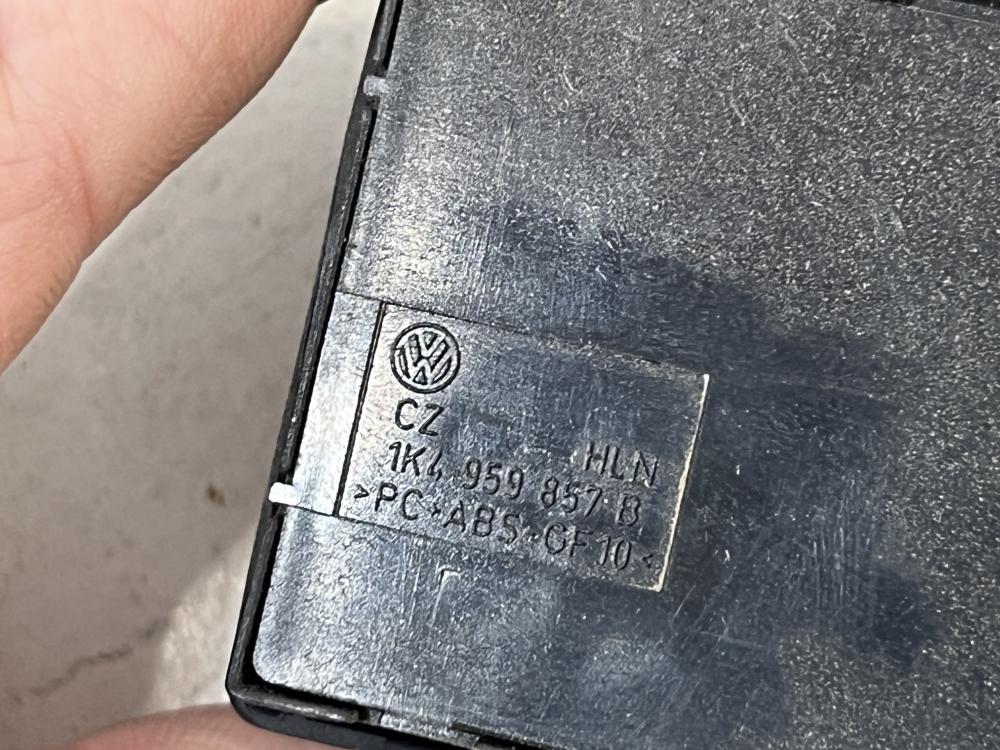 CZ HLN
1K4 959 857 B
>PC+ABS-GF10<